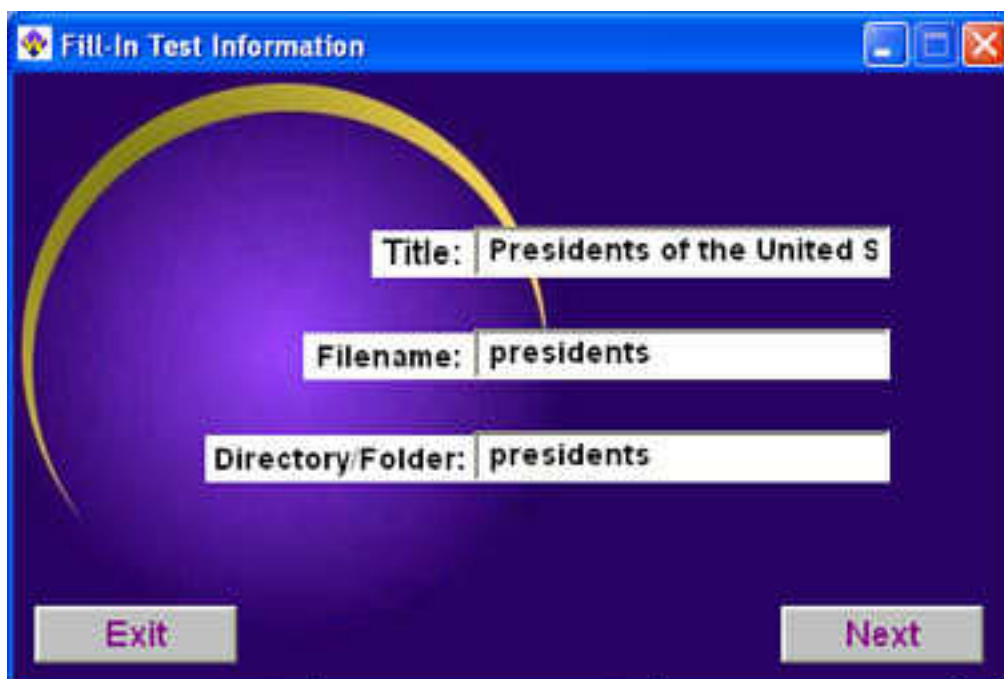 Fill-In Test Information
Title: Presidents of the United S
Filename: presidents
Directory/Folder: presidents
Exit Next